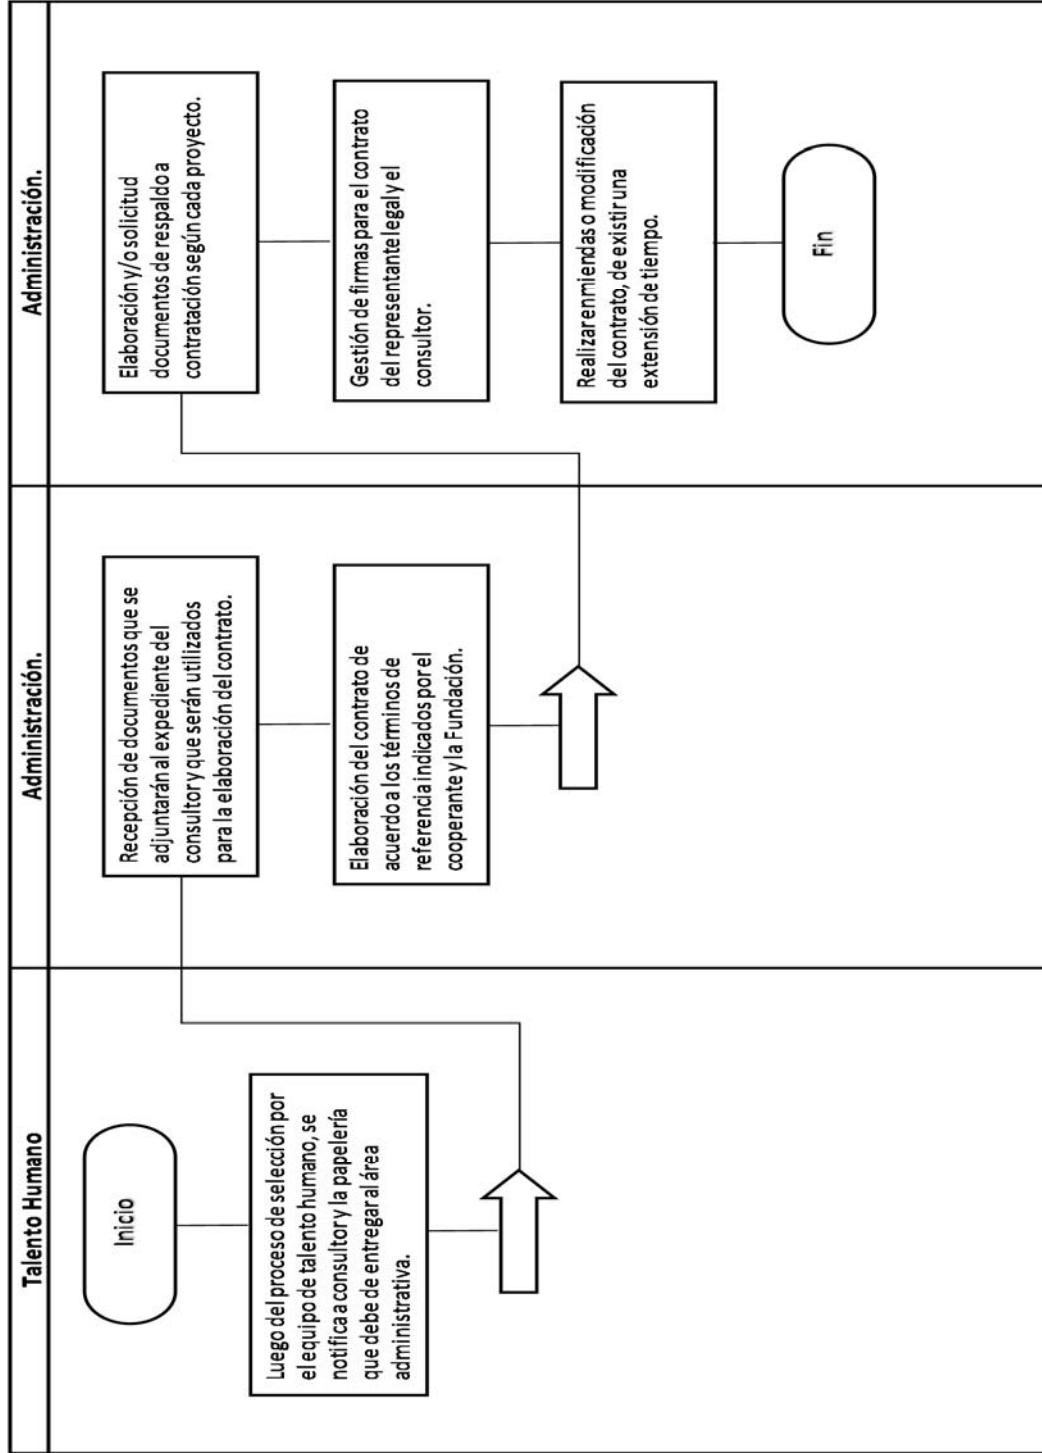 Talento Humano
Inicio
Luego del proceso de selección por
el equipo de talento humano, se
notifica a consultor y la papelería
que debe de entregar al área
administrativa.
Administración.
Recepción de documentos que se
adjuntarán al expediente del
consultor y que serán utilizados
para la elaboración del contrato.
Elaboración del contrato de
acuerdo a los términos de
referencia indicados por el
cooperante y la Fundación.
Administración.
Elaboración y/o solicitud
documentos de respaldo a
contratación según cada proyecto.
Gestión de firmas para el contrato
del representante legal y el
consultor.
Realizar enmiendas o modificación
del contrato, de existir una
extensión de tiempo.
Fin